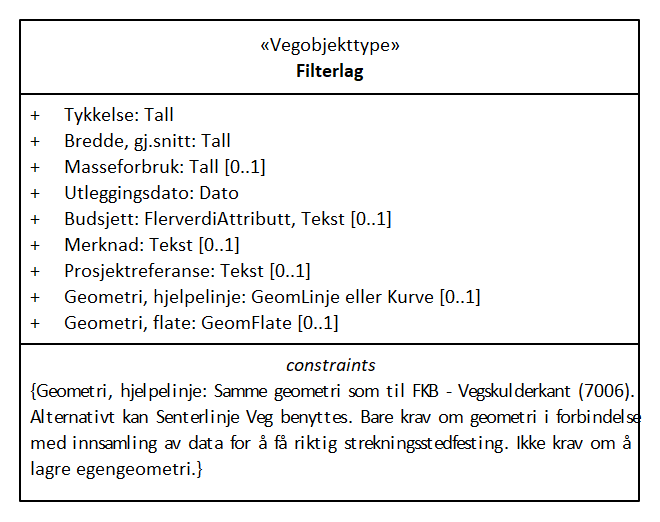 «Vegobjekttype»
Filterlag
+ Tykkelse: Tall
+ Bredde, gj.snitt: Tall
+ Masseforbruk: Tall [0..1]
+ Utleggingsdato: Dato
+ Budsjett: FlerverdiAttributt, Tekst [0..1]
+ Merknad: Tekst [0..1]
+ Prosjektreferanse: Tekst [0..1]
+ Geometri, hjelpelinje: GeomLinje eller Kurve [0..1]
+ Geometri, flate: GeomFlate [0..1]
constraints
{Geometri, hjelpelinje: Samme geometri som til FKB - Vegskulderkant (7006).
Alternativt kan Senterlinje Veg benyttes. Bare krav om geometri i forbindelse
med innsamling av data for å få riktig strekningsstedfesting. Ikke krav om å
lagre egengeometri.}